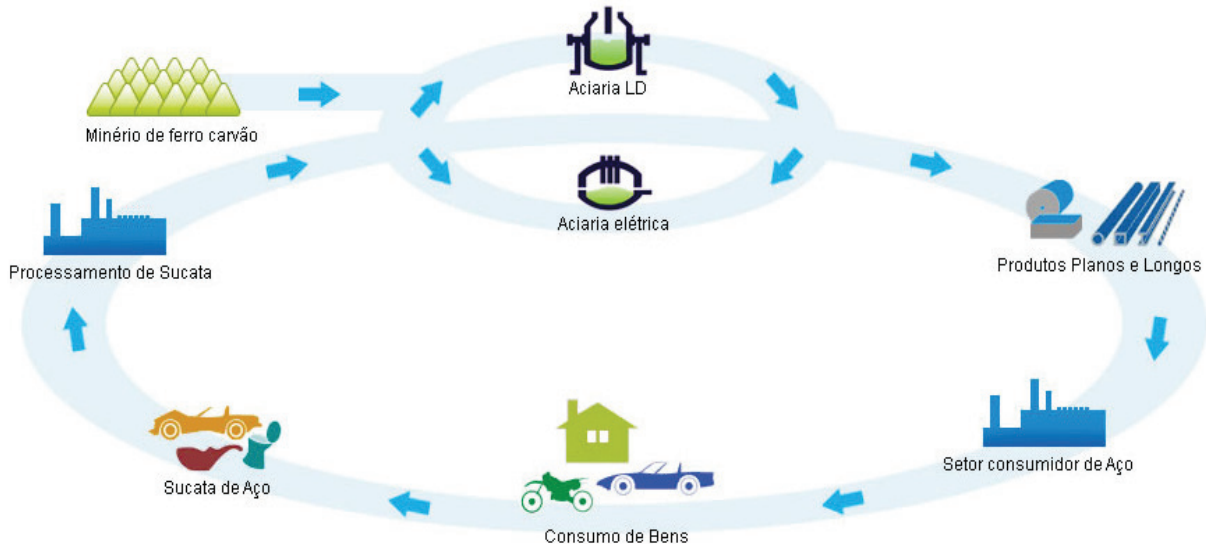 Aciaria LD
Minério de ferro carvão
Aciaria elétrica
Processamento de Sucata
Produtos Planos e Longos
Setor consumidor de Aço
Sucata de Aço
Consumo de Bens